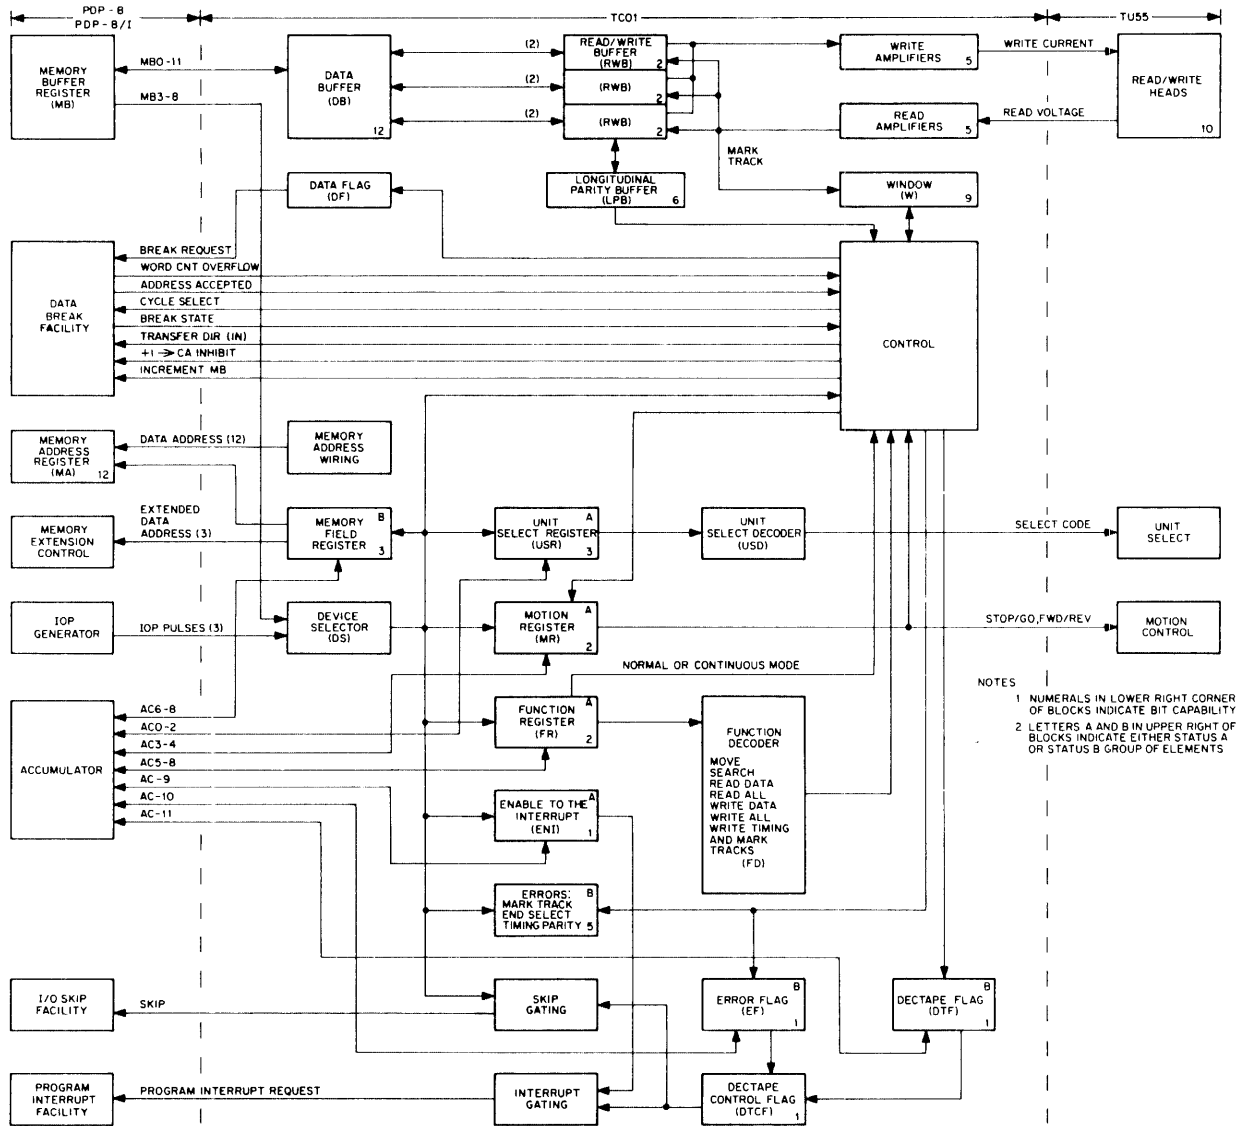 PDP-8
PDP-8/I
TC01
TU55
MEMORY
BUFFER
REGISTER
(MB)
MB0-11
MB3-8
DATA
BUFFER
(DB)
12
(2)
(2)
(2)
READ/WRITE
BUFFER
(RWB)
2
(RWB)
2
(RWB)
2
WRITE
AMPLIFIERS
5
WRITE CURRENT
READ
AMPLIFIERS
5
READ VOLTAGE
READ/WRITE
HEADS
10
MARK
TRACK
DATA FLAG
(DF)
LONGITUDINAL
PARITY BUFFER
(LPB)
6
WINDOW
(W)
9
DATA
BREAK
FACILITY
BREAK REQUEST
WORD CNT OVERFLOW
ADDRESS ACCEPTED
CYCLE SELECT
BREAK STATE
TRANSFER DIR (IN)
+1 → CA INHIBIT
INCREMENT MB
CONTROL
MEMORY
ADDRESS
REGISTER
(MA)
12
DATA ADDRESS (12)
MEMORY
ADDRESS
WIRING
MEMORY
EXTENSION
CONTROL
EXTENDED
DATA
ADDRESS (3)
B
MEMORY
FIELD
REGISTER
3
A
UNIT
SELECT REGISTER
(USR)
3
UNIT
SELECT DECODER
(USD)
SELECT CODE
UNIT
SELECT
IOP
GENERATOR
IOP PULSES (3)
DEVICE
SELECTOR
(DS)
A
MOTION
REGISTER
(MR)
2
STOP/GO,FWD/REV
MOTION
CONTROL
NORMAL OR CONTINUOUS MODE
NOTES
1 NUMERALS IN LOWER RIGHT CORNER
OF BLOCKS INDICATE BIT CAPABILITY
2 LETTERS A AND B IN UPPER RIGHT OF
BLOCKS INDICATE EITHER STATUS A
OR STATUS B GROUP OF ELEMENTS
ACCUMULATOR
AC6-8
AC0-2
AC3-4
AC5-8
AC-9
AC-10
AC-11
A
FUNCTION
REGISTER
(FR)
2
FUNCTION
DECODER
MOVE
SEARCH
READ DATA
READ ALL
WRITE DATA
WRITE ALL
WRITE TIMING
AND MARK
TRACKS
(FD)
A
ENABLE TO THE
INTERRUPT
(ENI)
1
B
ERRORS:
MARK TRACK
END SELECT
TIMING PARITY
5
I/O SKIP
FACILITY
SKIP
SKIP
GATING
B
ERROR FLAG
(EF)
1
B
DECTAPE FLAG
(DTF)
1
PROGRAM
INTERRUPT
FACILITY
PROGRAM INTERRUPT REQUEST
INTERRUPT
GATING
DECTAPE
CONTROL FLAG
(DTCF)
1